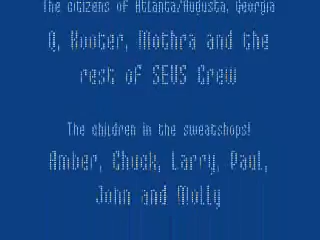 The citizens of Atlanta/Augusta, Georgia
Q, Kooter, Mothra and the
rest of SEUS Crew
The children in the sweatshops!
Amber, Chuck, Larry, Paul,
John and Molly